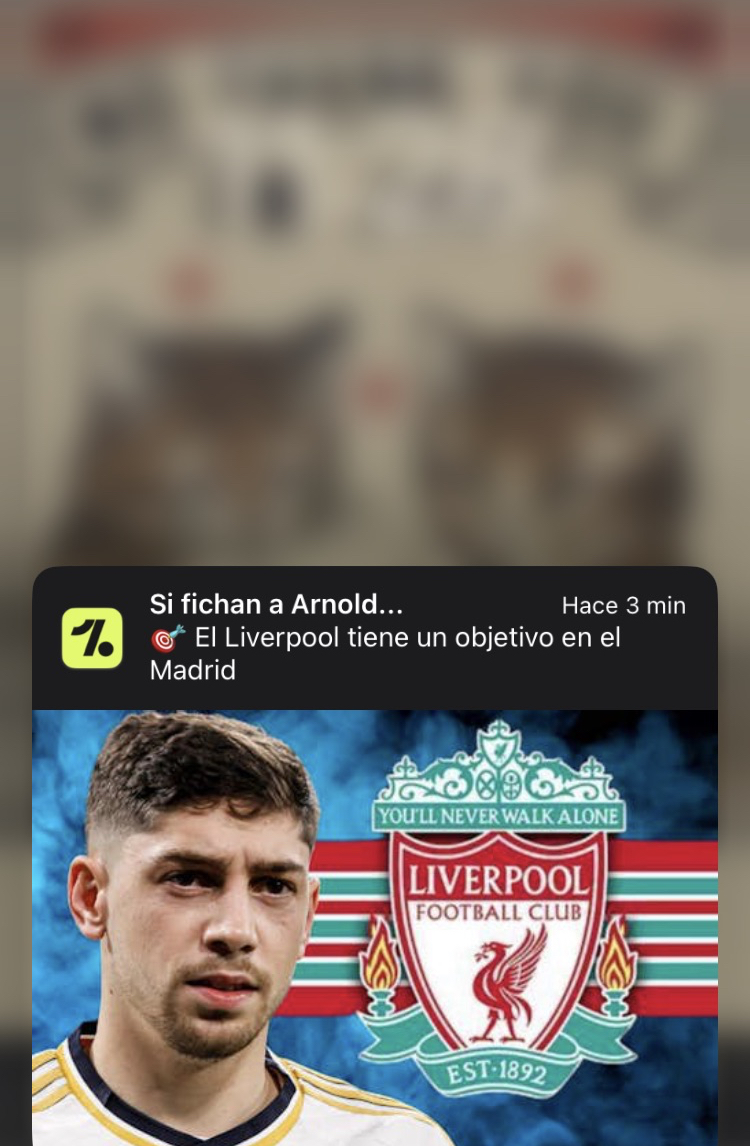 Si fichan a Arnold...
Hace 3 min
🎯 El Liverpool tiene un objetivo en el
Madrid
YOU'LL NEVER WALK ALONE
LIVERPOOL
FOOTBALL CLUB
EST·1892